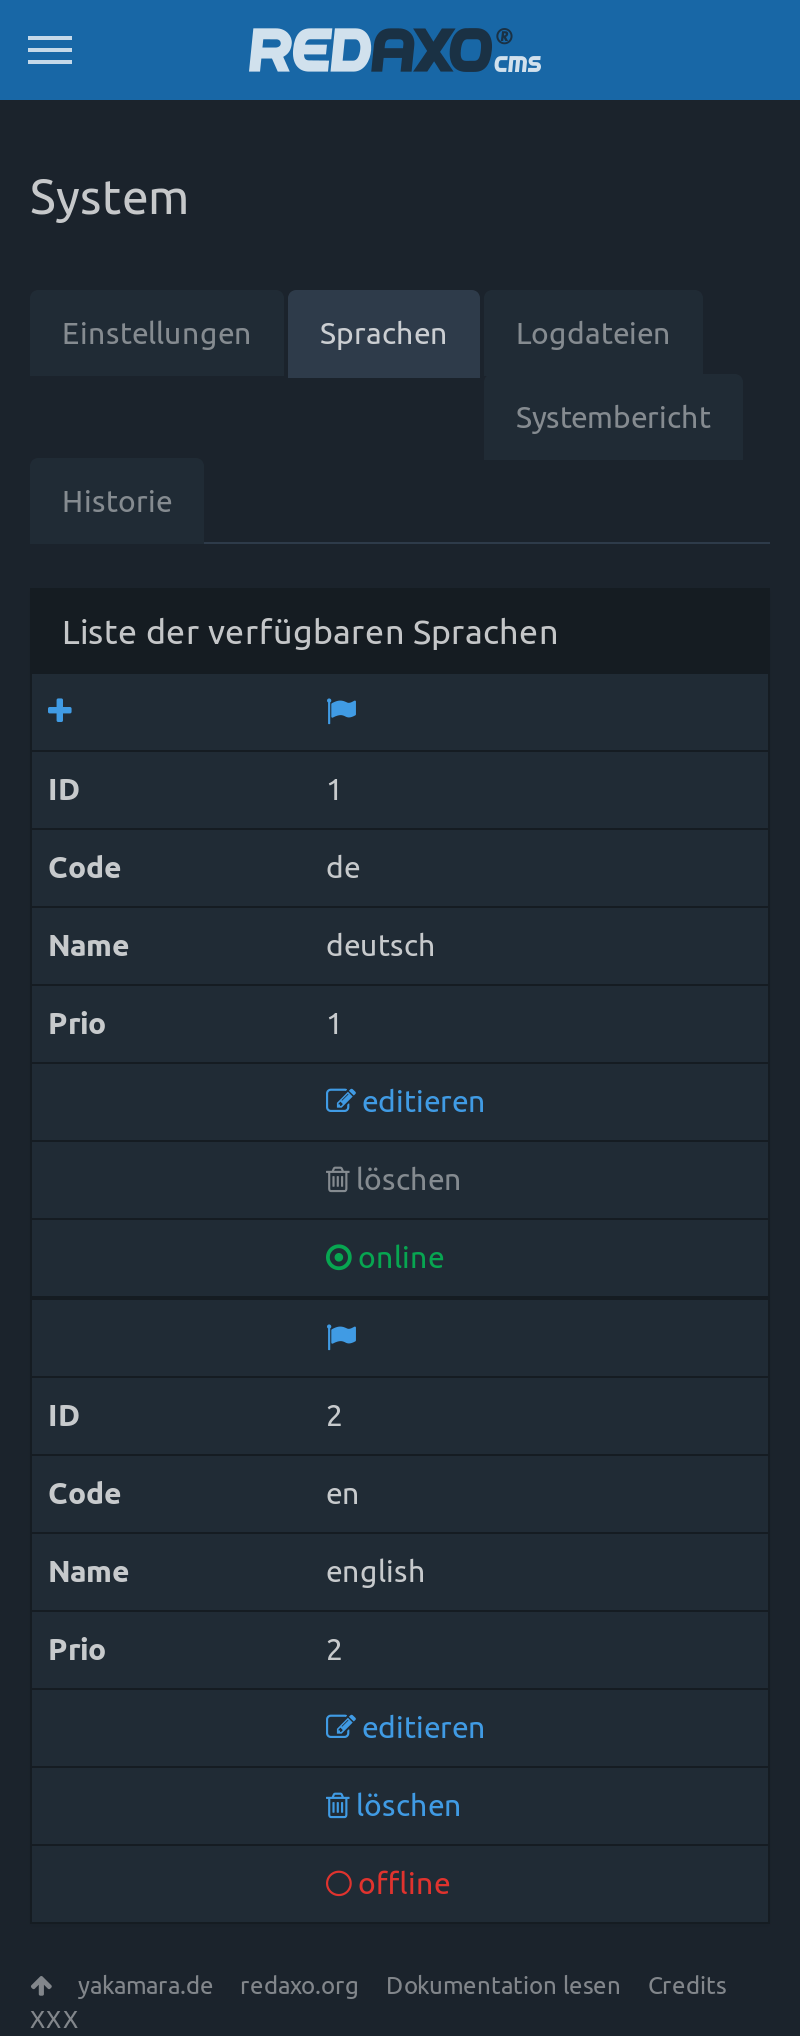 REDAXO® cms
System
Einstellungen Sprachen Logdateien
Systembericht
Historie
Liste der verfügbaren Sprachen
ID 1
Code de
Name deutsch
Prio 1
editieren
löschen
online
ID 2
Code en
Name english
Prio 2
editieren
löschen
offline
yakamara.de redaxo.org Dokumentation lesen Credits
XXX